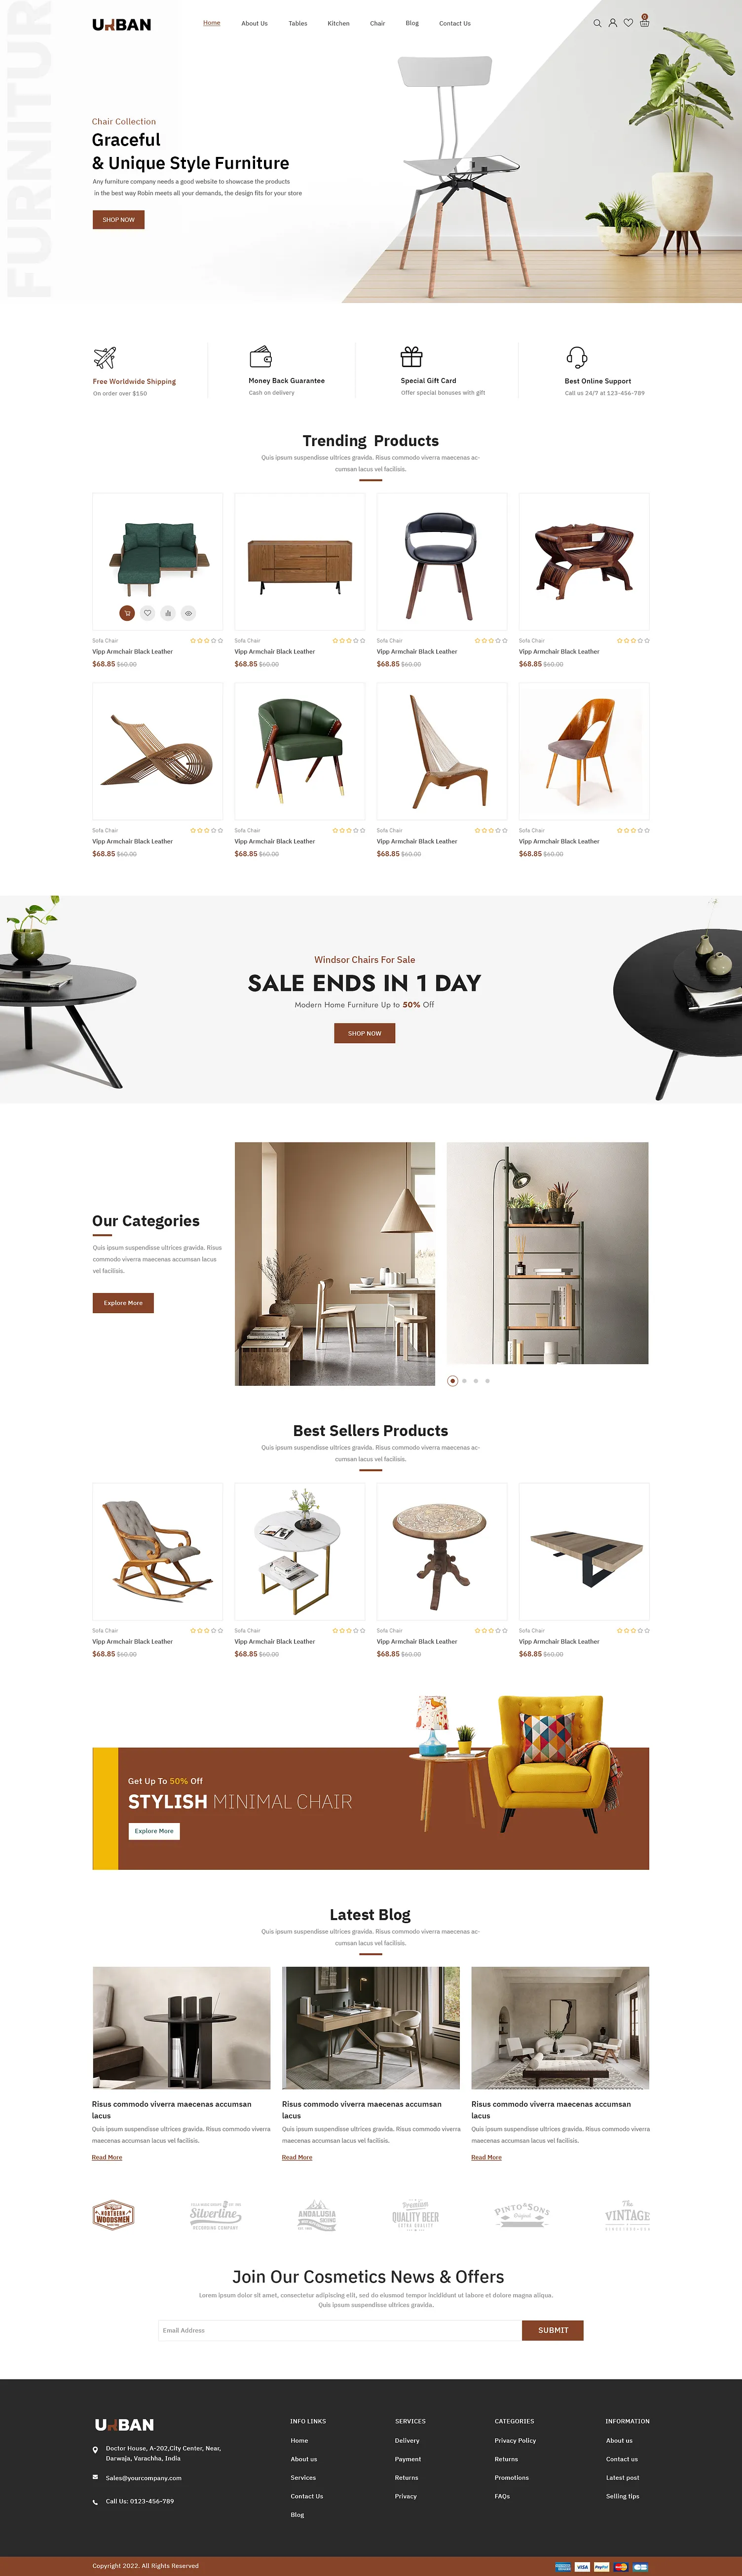 FURNITUR
URBAN
Home
About Us
Tables
Kitchen
Chair
Blog
Contact Us
0
Chair Collection
Graceful
& Unique Style Furniture
Any furniture company needs a good website to showcase the products
in the best way Robin meets all your demands, the design fits for your store
SHOP NOW
Free Worldwide Shipping
On order over $150
Money Back Guarantee
Cash on delivery
Special Gift Card
Offer special bonuses with gift
Best Online Support
Call us 24/7 at 123-456-789
Trending Products
Quis ipsum suspendisse ultrices gravida. Risus commodo viverra maecenas ac-
cumsan lacus vel facilisis.
Sofa Chair
Vipp Armchair Black Leather
$68.85 $60.00
Sofa Chair
Vipp Armchair Black Leather
$68.85 $60.00
Sofa Chair
Vipp Armchair Black Leather
$68.85 $60.00
Sofa Chair
Vipp Armchair Black Leather
$68.85 $60.00
Sofa Chair
Vipp Armchair Black Leather
$68.85 $60.00
Sofa Chair
Vipp Armchair Black Leather
$68.85 $60.00
Sofa Chair
Vipp Armchair Black Leather
$68.85 $60.00
Sofa Chair
Vipp Armchair Black Leather
$68.85 $60.00
Windsor Chairs For Sale
SALE ENDS IN 1 DAY
Modern Home Furniture Up to 50% Off
SHOP NOW
Our Categories
Quis ipsum suspendisse ultrices gravida. Risus
commodo viverra maecenas accumsan lacus
vel facilisis.
Explore More
Best Sellers Products
Quis ipsum suspendisse ultrices gravida. Risus commodo viverra maecenas ac-
cumsan lacus vel facilisis.
Sofa Chair
Vipp Armchair Black Leather
$68.85 $60.00
Sofa Chair
Vipp Armchair Black Leather
$68.85 $60.00
Sofa Chair
Vipp Armchair Black Leather
$68.85 $60.00
Sofa Chair
Vipp Armchair Black Leather
$68.85 $60.00
Get Up To 50% Off
STYLISH MINIMAL CHAIR
Explore More
Latest Blog
Quis ipsum suspendisse ultrices gravida. Risus commodo viverra maecenas ac-
cumsan lacus vel facilisis.
Risus commodo viverra maecenas accumsan
lacus
Quis ipsum suspendisse ultrices gravida. Risus commodo viverra
maecenas accumsan lacus vel facilisis.
Read More
Risus commodo viverra maecenas accumsan
lacus
Quis ipsum suspendisse ultrices gravida. Risus commodo viverra
maecenas accumsan lacus vel facilisis.
Read More
Risus commodo viverra maecenas accumsan
lacus
Quis ipsum suspendisse ultrices gravida. Risus commodo viverra
maecenas accumsan lacus vel facilisis.
Read More
NORTHERN
WOODSMEN
Silverline
RECORDING COMPANY
ANDALUSIA
Premium
QUALITY BEER
EXTRA QUALITY
PINTO & SONS
Original
The
VINTAGE
Join Our Cosmetics News & Offers
Lorem ipsum dolor sit amet, consectetur adipiscing elit, sed do eiusmod tempor incididunt ut labore et dolore magna aliqua.
Quis ipsum suspendisse ultrices gravida.
Email Address
SUBMIT
URBAN
Doctor House, A-202,City Center, Near,
Darwaja, Varachha, India
Sales@yourcompany.com
Call Us: 0123-456-789
INFO LINKS
Home
About us
Services
Contact Us
Blog
SERVICES
Delivery
Payment
Returns
Privacy
CATEGORIES
Privacy Policy
Returns
Promotions
FAQs
INFORMATION
About us
Contact us
Latest post
Selling tips
Copyright 2022. All Rights Reserved
VISA
PayPal